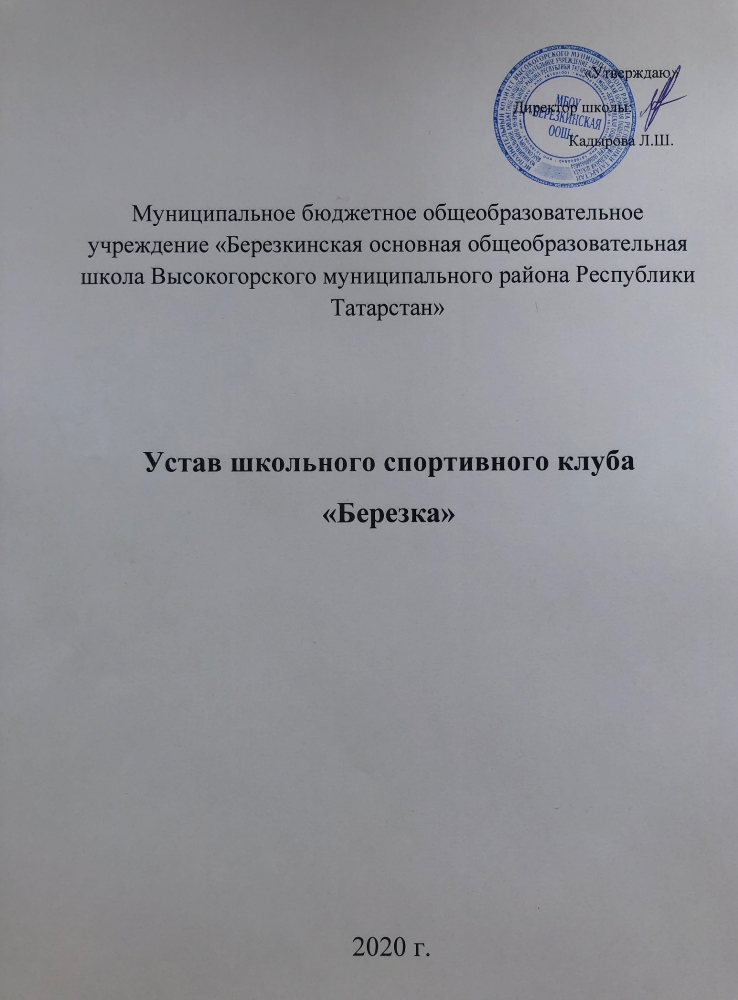 «Утверждаю»
Директор школы:
Кадырова Л.Ш.
МБОУ
«БЕРЕЗКИНСКАЯ
ООШ»
Муниципальное бюджетное общеобразовательное
учреждение «Березкинская основная общеобразовательная
школа Высокогорского муниципального района Республики
Татарстан»
Устав школьного спортивного клуба
«Березка»
2020 г.